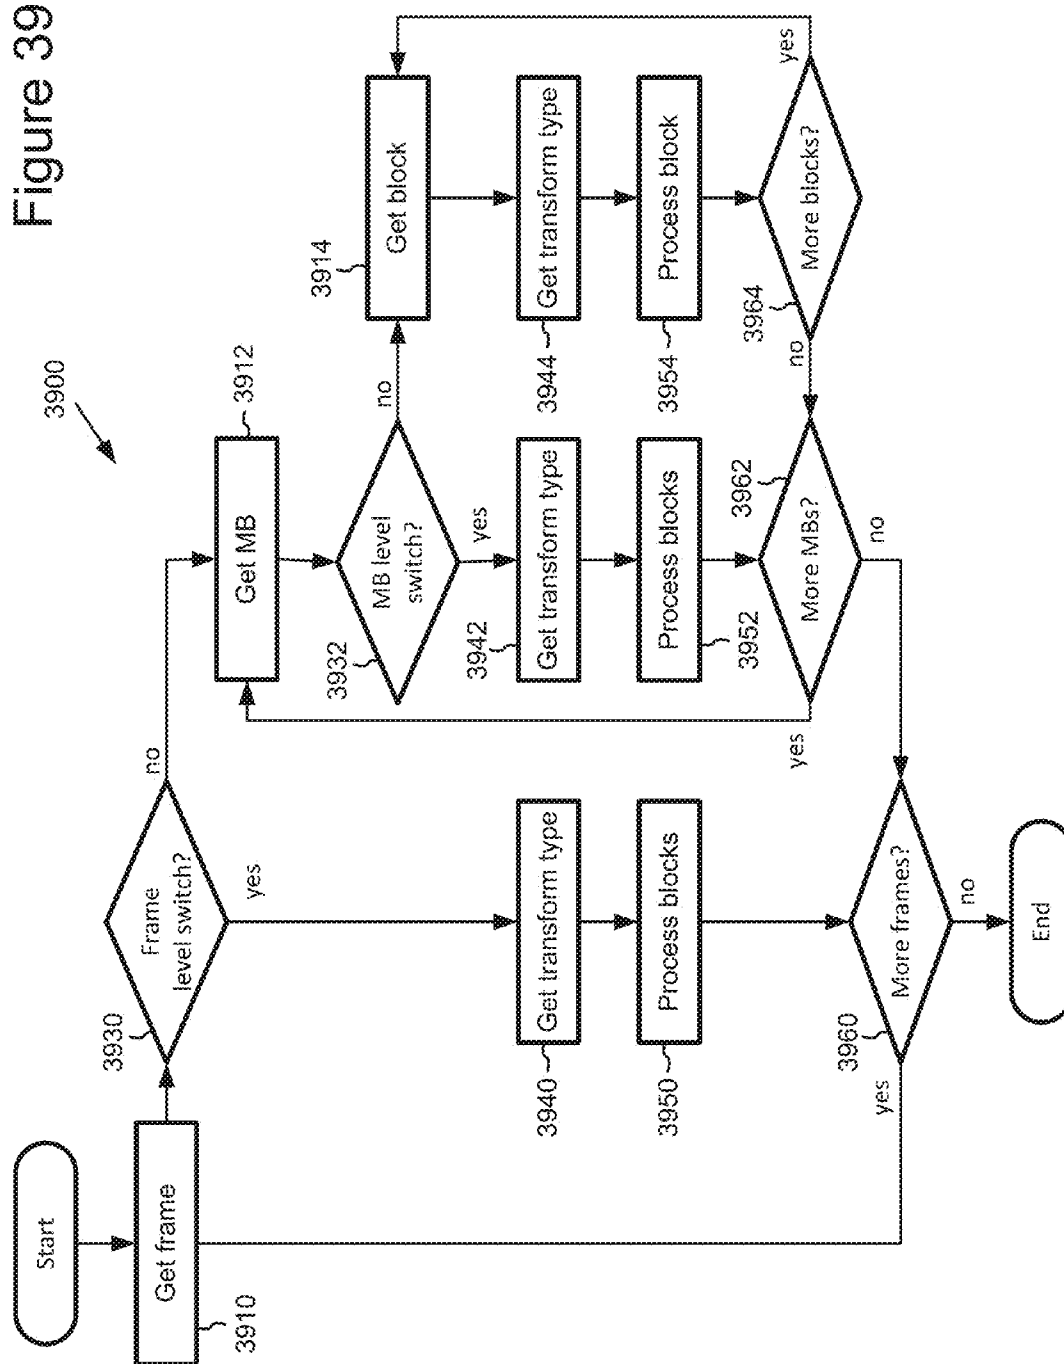 Figure 39
3900
Start
Get frame
3910
Frame
level switch?
3930
yes
no
Get MB
3912
MB level
switch?
3932
yes
no
Get block
3914
Get transform type
3940
Get transform type
3942
Get transform type
3944
Process blocks
3950
Process blocks
3952
Process block
3954
More blocks?
3964
yes
no
More MBs?
3962
yes
no
More frames?
3960
yes
no
End